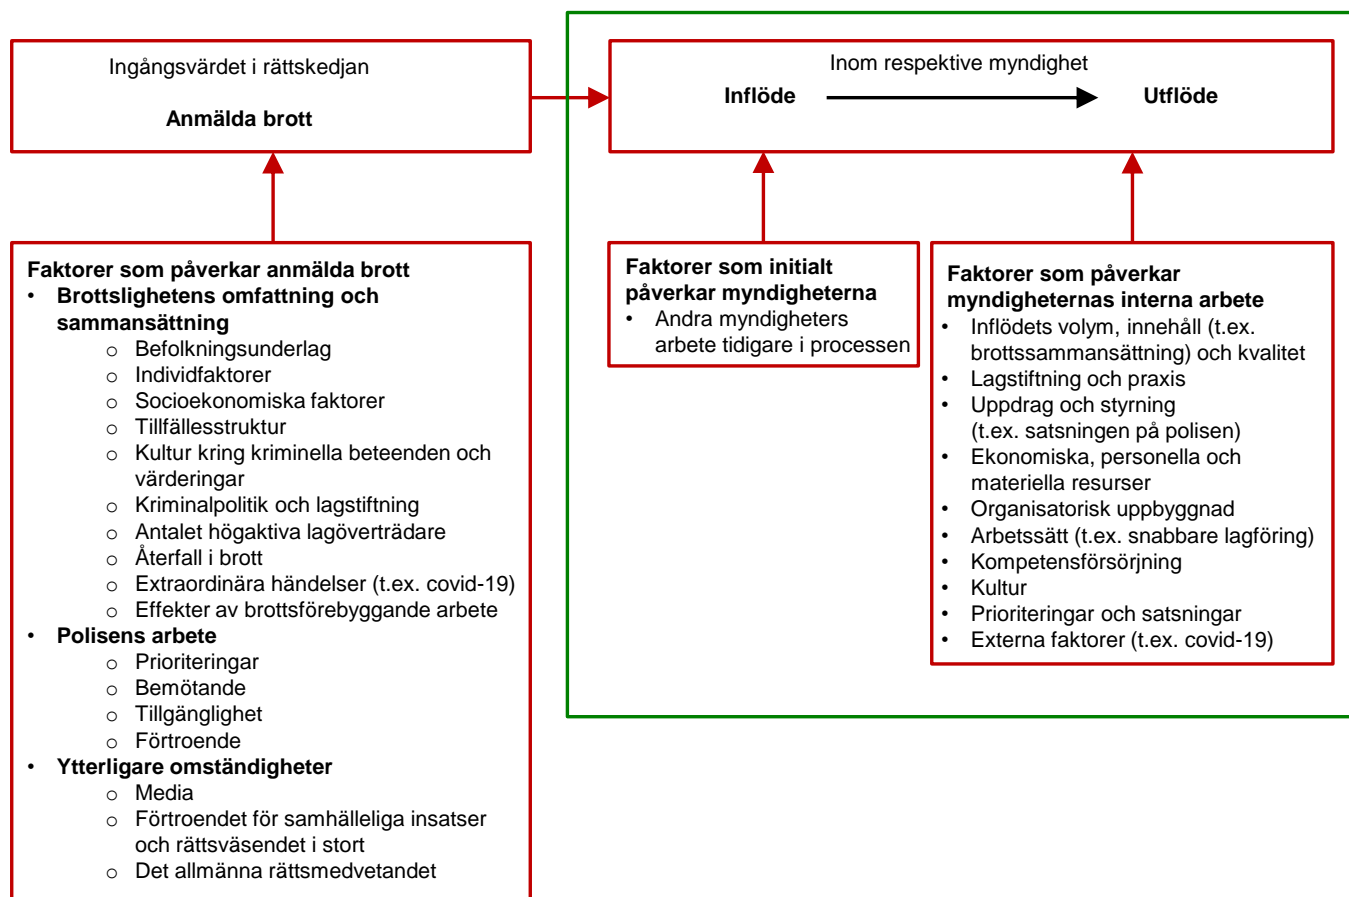 Ingångsvärdet i rättskedjan
Anmälda brott
Inom respektive myndighet
Inflöde
Utflöde
Faktorer som påverkar anmälda brott
• Brottslighetens omfattning och
sammansättning
o Befolkningsunderlag
o Individfaktorer
o Socioekonomiska faktorer
o Tillfällesstruktur
o Kultur kring kriminella beteenden och
värderingar
o Kriminalpolitik och lagstiftning
o Antalet högaktiva lagöverträdare
o Återfall i brott
o Extraordinära händelser (t.ex. covid-19)
o Effekter av brottsförebyggande arbete
• Polisens arbete
o Prioriteringar
o Bemötande
o Tillgänglighet
o Förtroende
• Ytterligare omständigheter
o Media
o Förtroendet för samhälleliga insatser
och rättsväsendet i stort
o Det allmänna rättsmedvetandet
Faktorer som initialt
påverkar myndigheterna
• Andra myndigheters
arbete tidigare i processen
Faktorer som påverkar
myndigheternas interna arbete
• Inflödets volym, innehåll (t.ex.
brottssammansättning) och kvalitet
• Lagstiftning och praxis
• Uppdrag och styrning
(t.ex. satsningen på polisen)
• Ekonomiska, personella och
materiella resurser
• Organisatorisk uppbyggnad
• Arbetssätt (t.ex. snabbare lagföring)
• Kompetensförsörjning
• Kultur
• Prioriteringar och satsningar
• Externa faktorer (t.ex. covid-19)